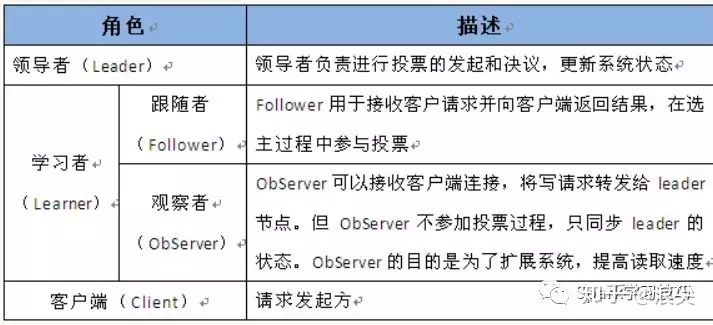 角色 描述
领导者（Leader） 领导者负责进行投票的发起和决议，更新系统状态
学习者（Learner） 跟随者（Follower） Follower 用于接收客户请求并向客户端返回结果，在选
主过程中参与投票
观察者（ObServer） ObServer 可以接收客户端连接，将写请求转发给 leader
节点。但 ObServer 不参加投票过程，只同步 leader 的
状态。ObServer 的目的是为了扩展系统，提高读取速度
客户端（Client） 请求发起方